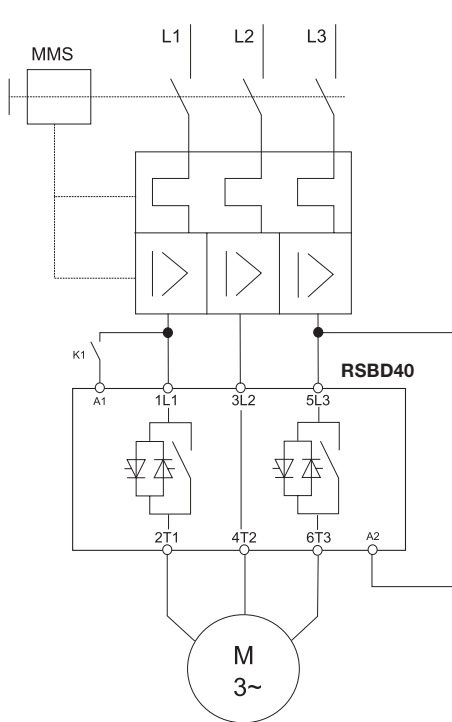 L1 L2 L3
MMS
K1
RSBD40
A1 1L1 3L2 5L3
2T1 4T2 6T3 A2
M
3~